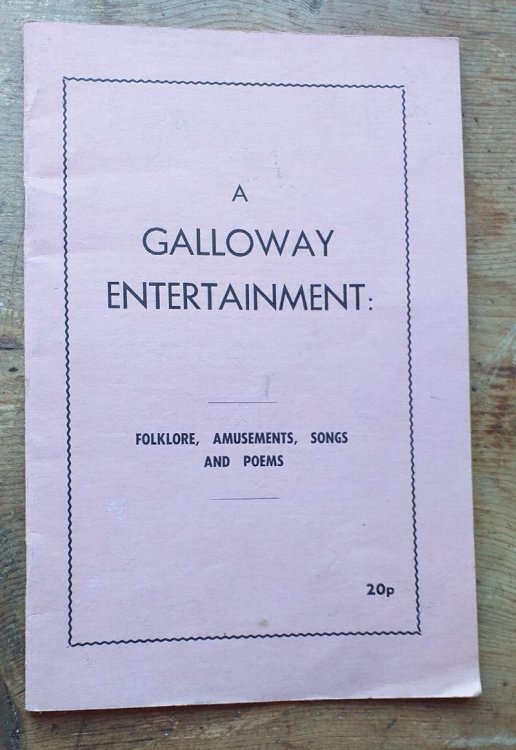 A
GALLOWAY
ENTERTAINMENT:
FOLKLORE, AMUSEMENTS, SONGS
AND POEMS
20p